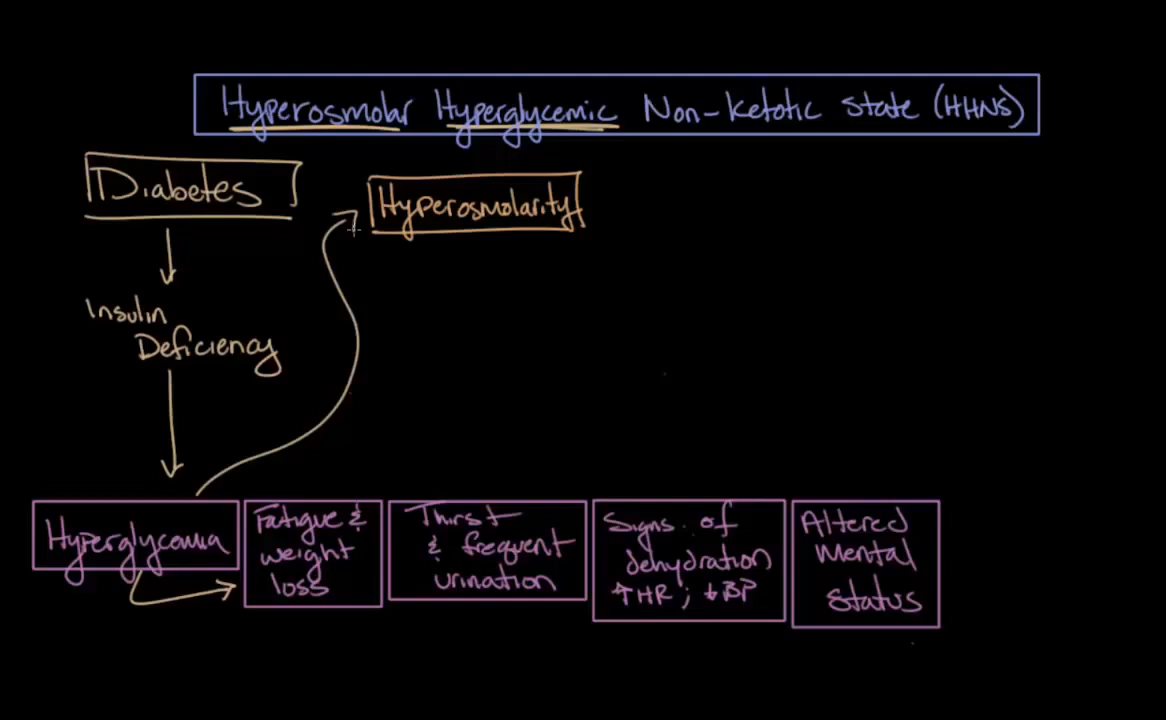 Hyperosmolar Hyperglycemic Non-Ketotic State (HHNS)
Diabetes
Hyperosmolarity
Insulin
Deficiency
Hyperglycemia
Fatigue &
weight
loss
Thirst
& frequent
urination
Signs of
dehydration
↑HR; ↓BP
Altered
Mental
Status